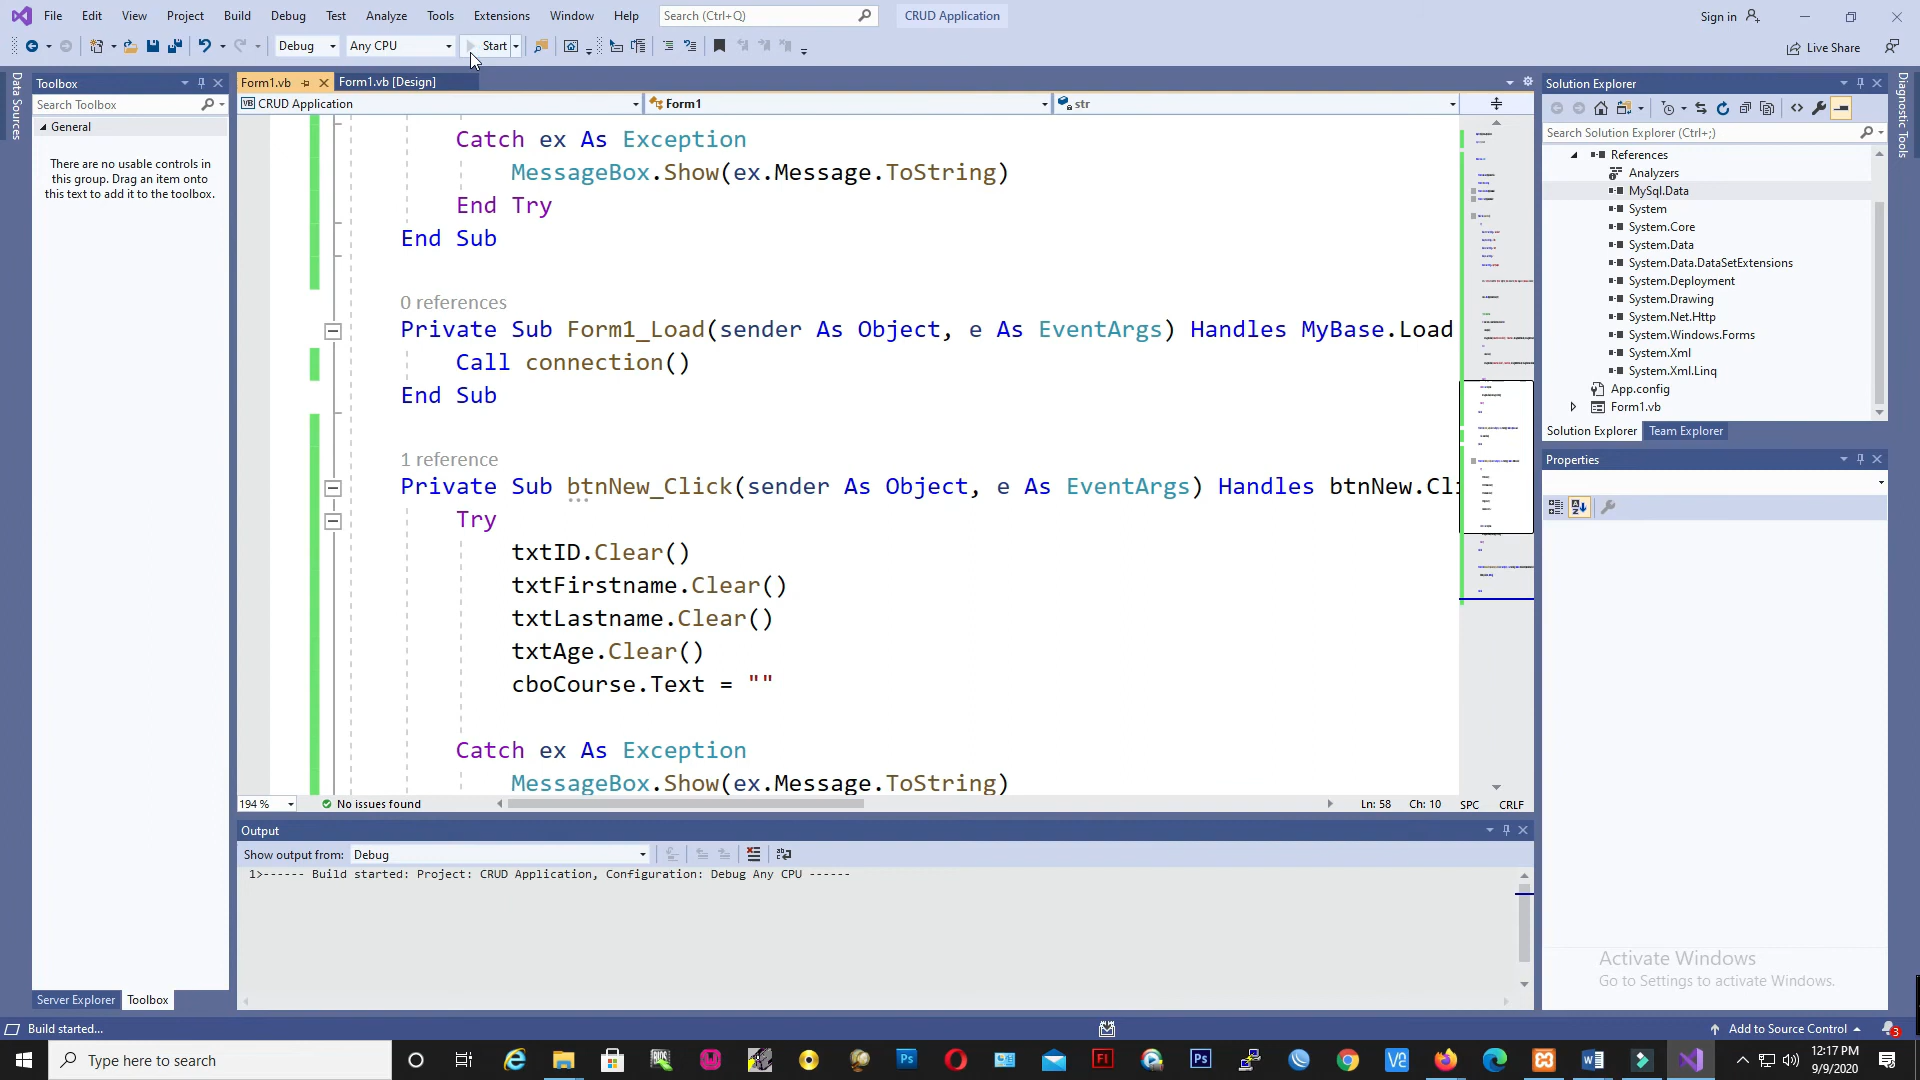 File Edit View Project Build Debug Test Analyze Tools Extensions Window Help Search (Ctrl+Q) CRUD Application Sign in
Debug Any CPU Start Live Share
Data Sources
Toolbox
Search Toolbox
General
There are no usable controls in
this group. Drag an item onto
this text to add it to the toolbox.
Server Explorer Toolbox
Form1.vb Form1.vb [Design]
VB CRUD Application Form1 str
Catch ex As Exception
MessageBox.Show(ex.Message.ToString)
End Try
End Sub
0 references
Private Sub Form1_Load(sender As Object, e As EventArgs) Handles MyBase.Load
Call connection()
End Sub
1 reference
Private Sub btnNew_Click(sender As Object, e As EventArgs) Handles btnNew.Cli
Try
txtID.Clear()
txtFirstname.Clear()
txtLastname.Clear()
txtAge.Clear()
cboCourse.Text = ""
Catch ex As Exception
MessageBox.Show(ex.Message.ToString)
194 % No issues found Ln: 58 Ch: 10 SPC CRLF
Output
Show output from: Debug
1>------ Build started: Project: CRUD Application, Configuration: Debug Any CPU ------
Solution Explorer
Search Solution Explorer (Ctrl+;)
References
Analyzers
MySql.Data
System
System.Core
System.Data
System.Data.DataSetExtensions
System.Deployment
System.Drawing
System.Net.Http
System.Windows.Forms
System.Xml
System.Xml.Linq
App.config
Form1.vb
Solution Explorer Team Explorer
Properties
Diagnostic Tools
Activate Windows
Go to Settings to activate Windows.
Build started... Add to Source Control 3
Type here to search
12:17 PM
9/9/2020